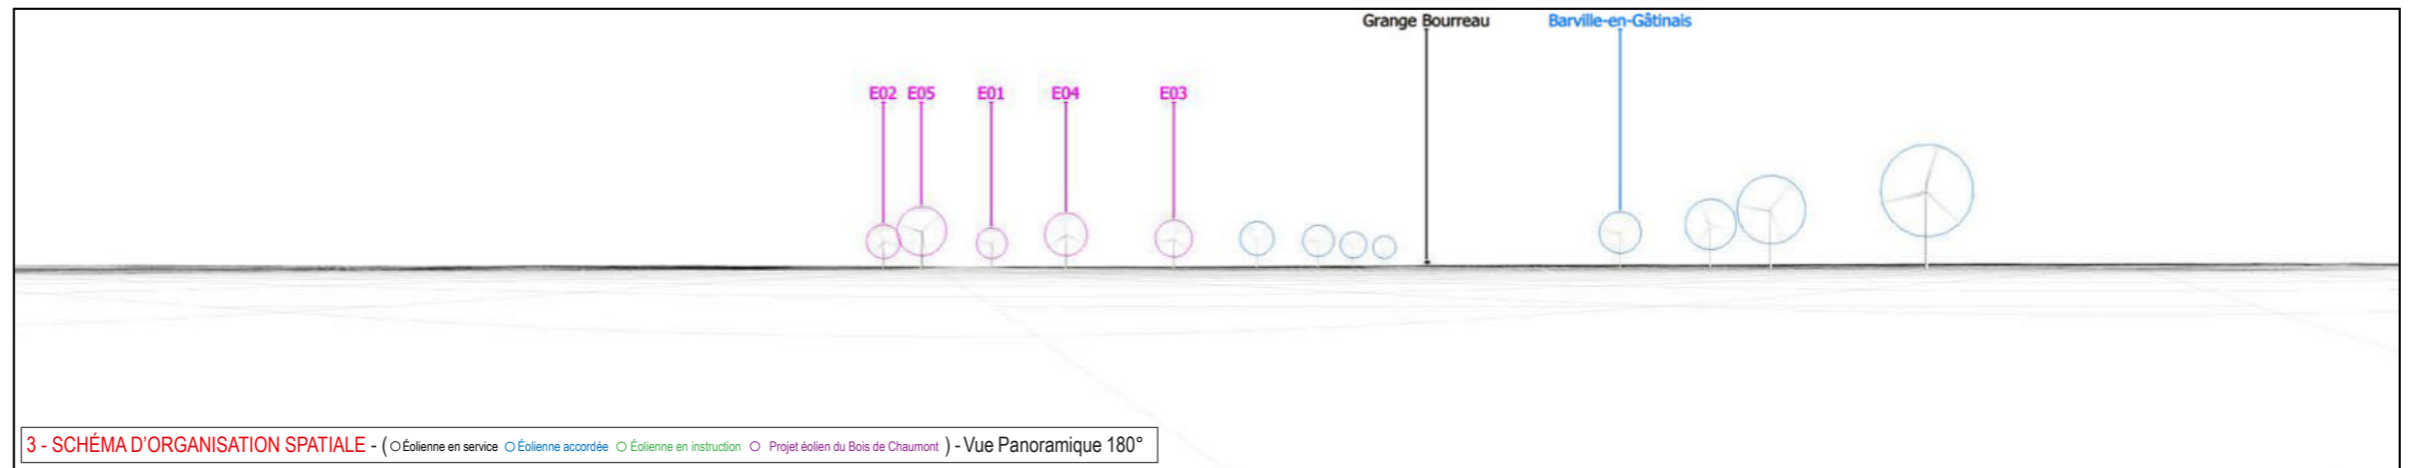 Grange Bourreau Barville-en-Gâtinais
E02 E05 E01 E04 E03
3 - SCHÉMA D'ORGANISATION SPATIALE - ( Éolienne en service Éolienne accordée Éolienne en instruction Projet éolien du Bois de Chaumont ) - Vue Panoramique 180°